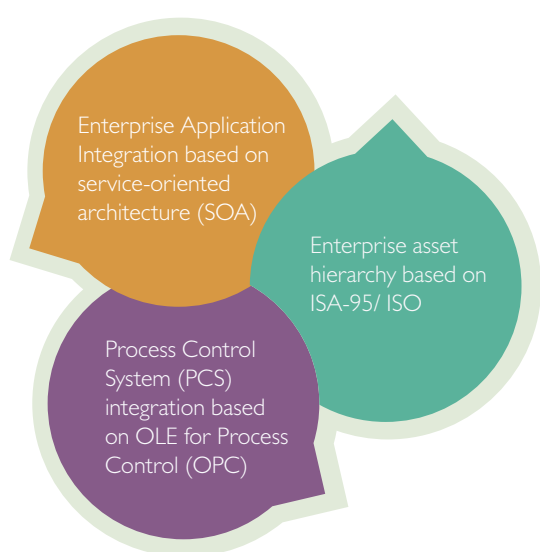 Enterprise Application
Integration based on
service-oriented
architecture (SOA)
Enterprise asset
hierarchy based on
ISA-95/ ISO
Process Control
System (PCS)
integration based
on OLE for Process
Control (OPC)